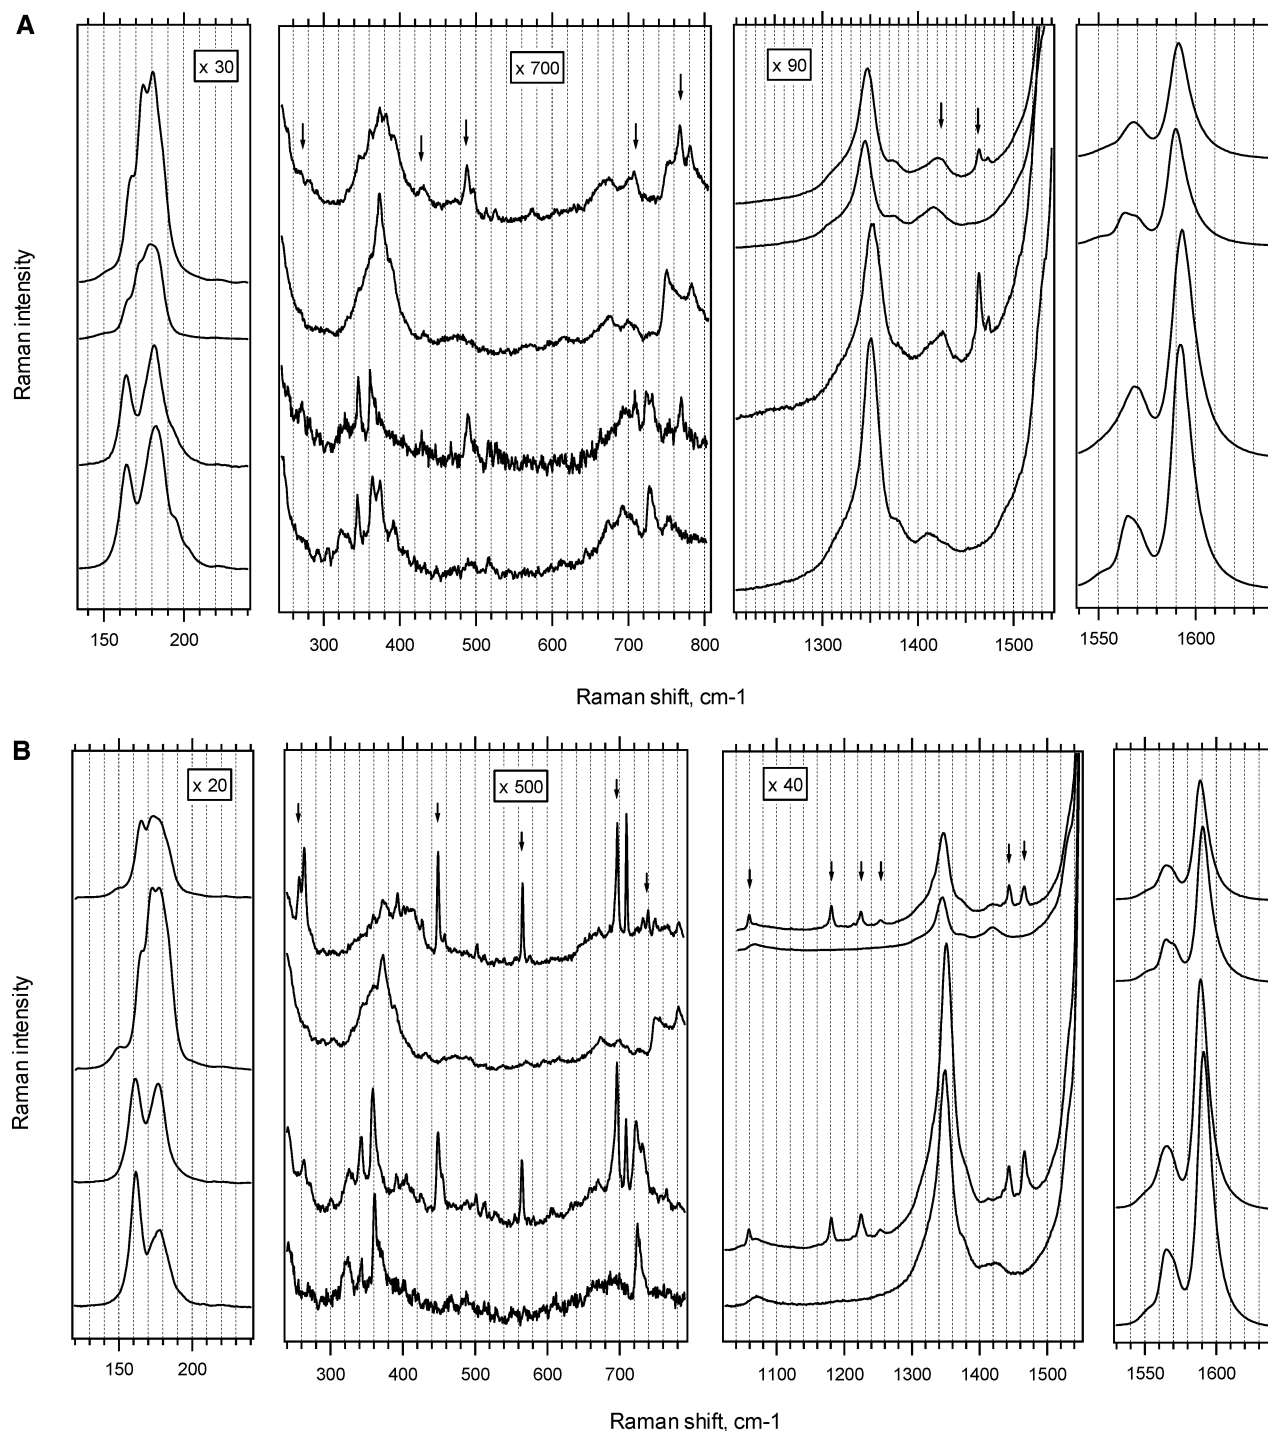 A
x 30
x 700
x 90
Raman intensity
150 200
300 400 500 600 700 800
1300 1400 1500
1550 1600
Raman shift, cm-1
B
x 20
x 500
x 40
Raman intensity
150 200
300 400 500 600 700
1100 1200 1300 1400 1500
1550 1600
Raman shift, cm-1